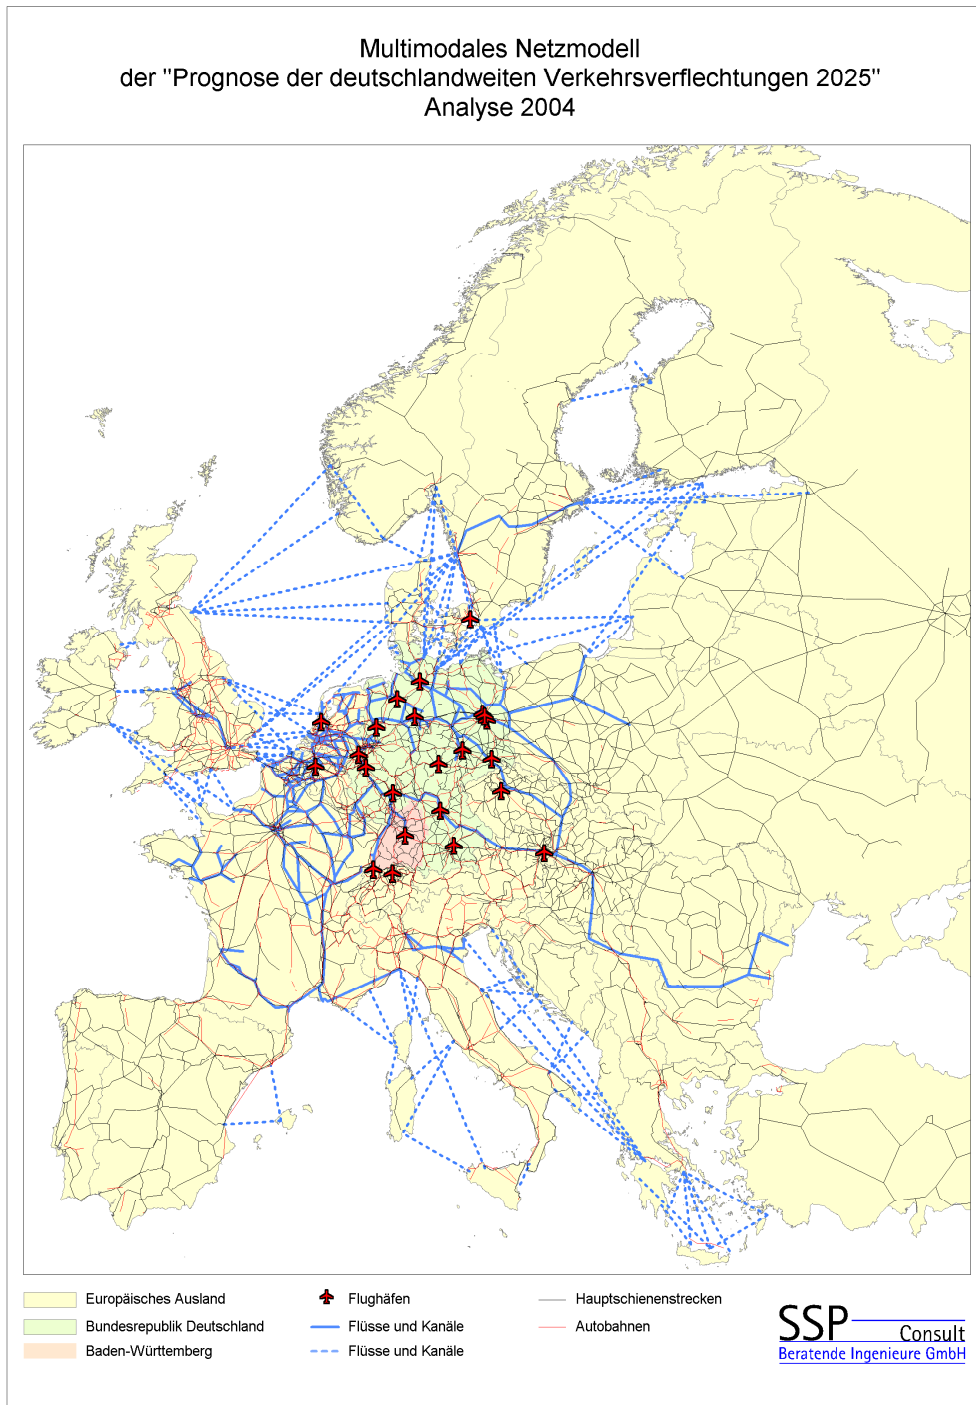 Multimodales Netzmodell
der "Prognose der deutschlandweiten Verkehrsverflechtungen 2025"
Analyse 2004
Europäisches Ausland
Flughäfen
Hauptschienenstrecken
Bundesrepublik Deutschland
Flüsse und Kanäle
Autobahnen
Baden-Württemberg
Flüsse und Kanäle
SSP Consult
Beratende Ingenieure GmbH